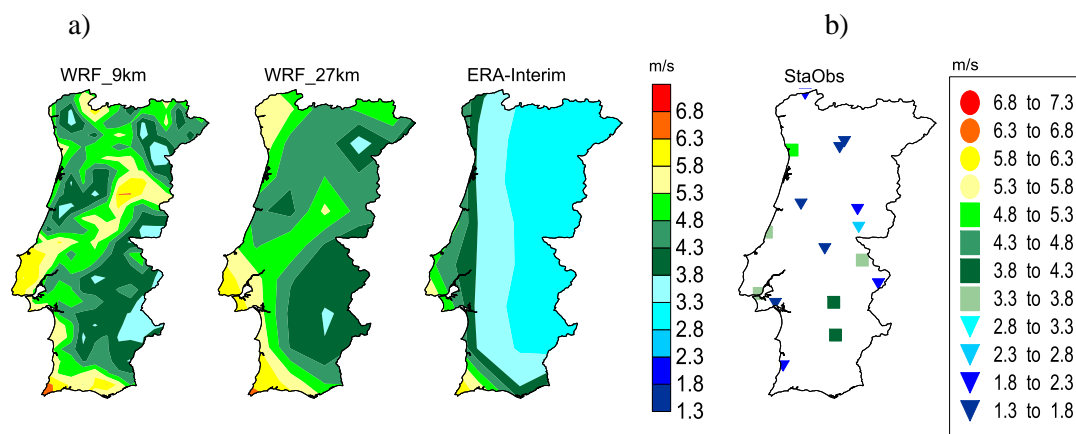 a)
b)
WRF_9km
WRF_27km
ERA-Interim
m/s
6.8
6.3
5.8
5.3
4.8
4.3
3.8
3.3
2.8
2.3
1.8
1.3
StaObs
m/s
6.8 to 7.3
6.3 to 6.8
5.8 to 6.3
5.3 to 5.8
4.8 to 5.3
4.3 to 4.8
3.8 to 4.3
3.3 to 3.8
2.8 to 3.3
2.3 to 2.8
1.8 to 2.3
1.3 to 1.8